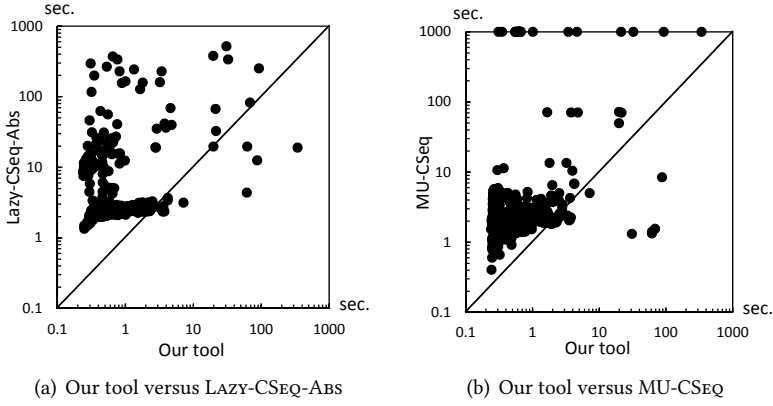 sec.
1000
100
10
1
0.1
Lazy-CSeq-Abs
0.1 1 10 100 1000
sec.
Our tool
(a) Our tool versus LAZY-CSEQ-ABS
sec.
1000
100
10
1
0.1
MU-CSeq
0.1 1 10 100 1000
sec.
Our tool
(b) Our tool versus MU-CSEQ